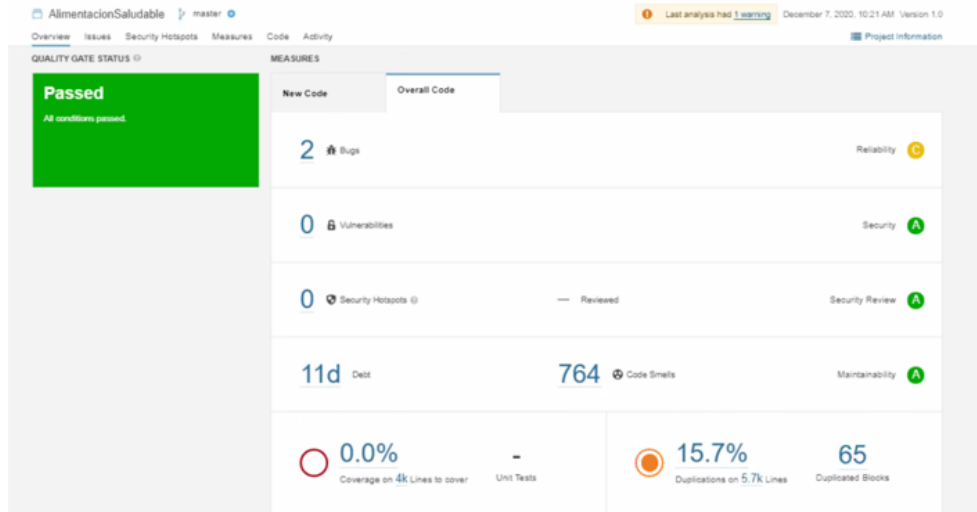 AlimentacionSaludable master Last analysis had 1 warning December 7, 2020, 10:21 AM Version 1.0
Overview Issues Security Hotspots Measures Code Activity Project Information
QUALITY GATE STATUS MEASURES
Passed
All conditions passed.
New Code Overall Code
2 Bugs Reliability C
0 Vulnerabilities Security A
0 Security Hotspots — Reviewed Security Review A
11d Debt 764 Code Smells Maintainability A
0.0% - 15.7% 65
Coverage on 4k Lines to cover Unit Tests Duplications on 5.7k Lines Duplicated Blocks